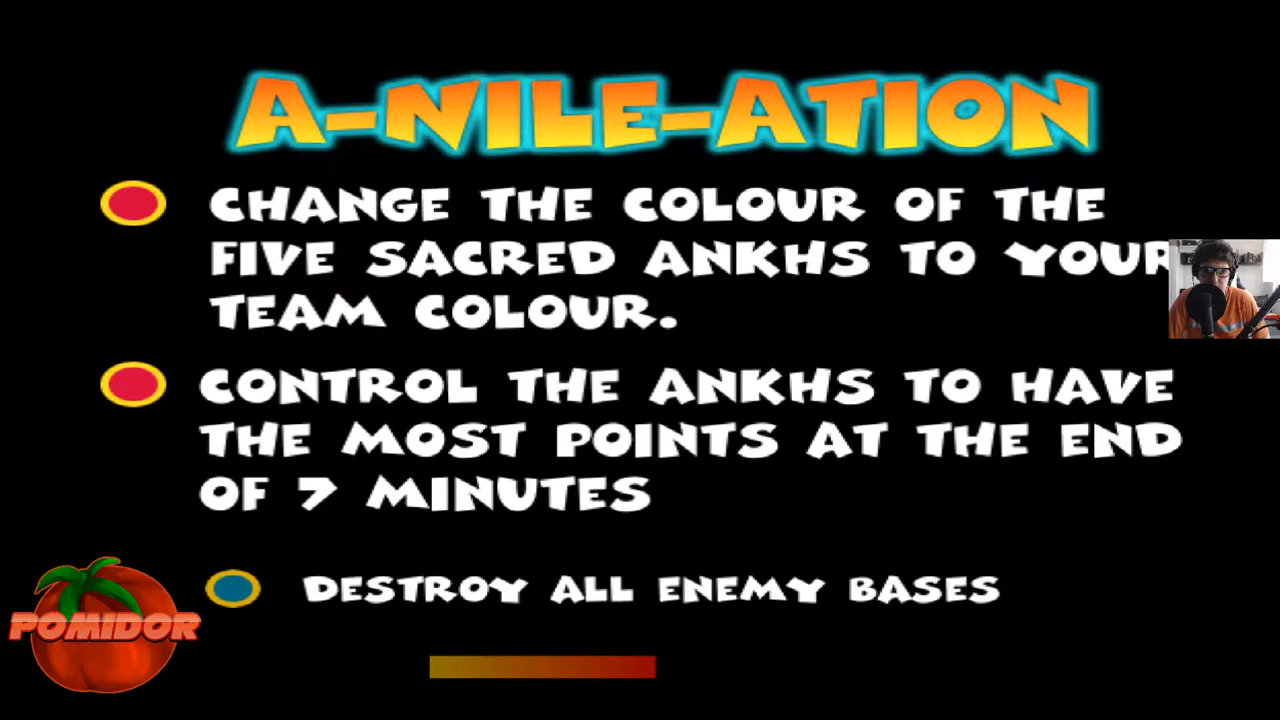 A-NILE-ATION
CHANGE THE COLOUR OF THE
FIVE SACRED ANKHS TO YOUR
TEAM COLOUR.
CONTROL THE ANKHS TO HAVE
THE MOST POINTS AT THE END
OF 7 MINUTES
DESTROY ALL ENEMY BASES
POMIDOR